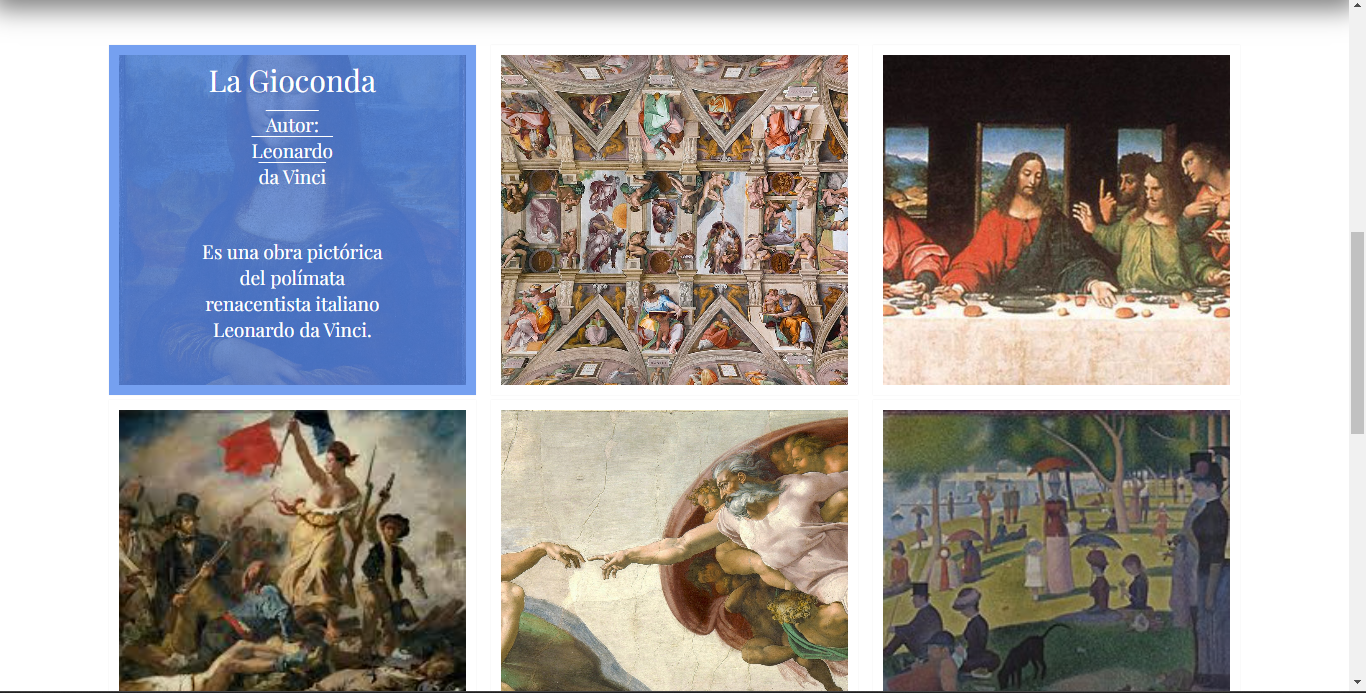 La Gioconda
Autor:
Leonardo
da Vinci
Es una obra pictórica
del polímata
renacentista italiano
Leonardo da Vinci.